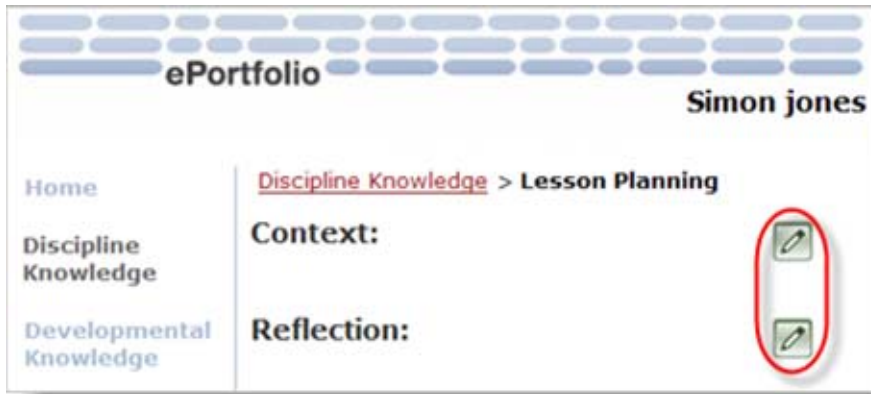 ePortfolio
Simon jones
Home
Discipline Knowledge > Lesson Planning
Discipline
Knowledge
Context:
Developmental
Knowledge
Reflection: